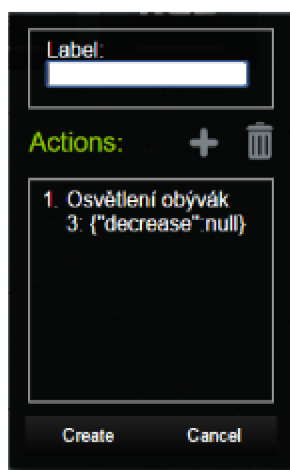 Label:
Actions:
1. Osvětlení obývák
3: {"decrease":null}
Create Cancel